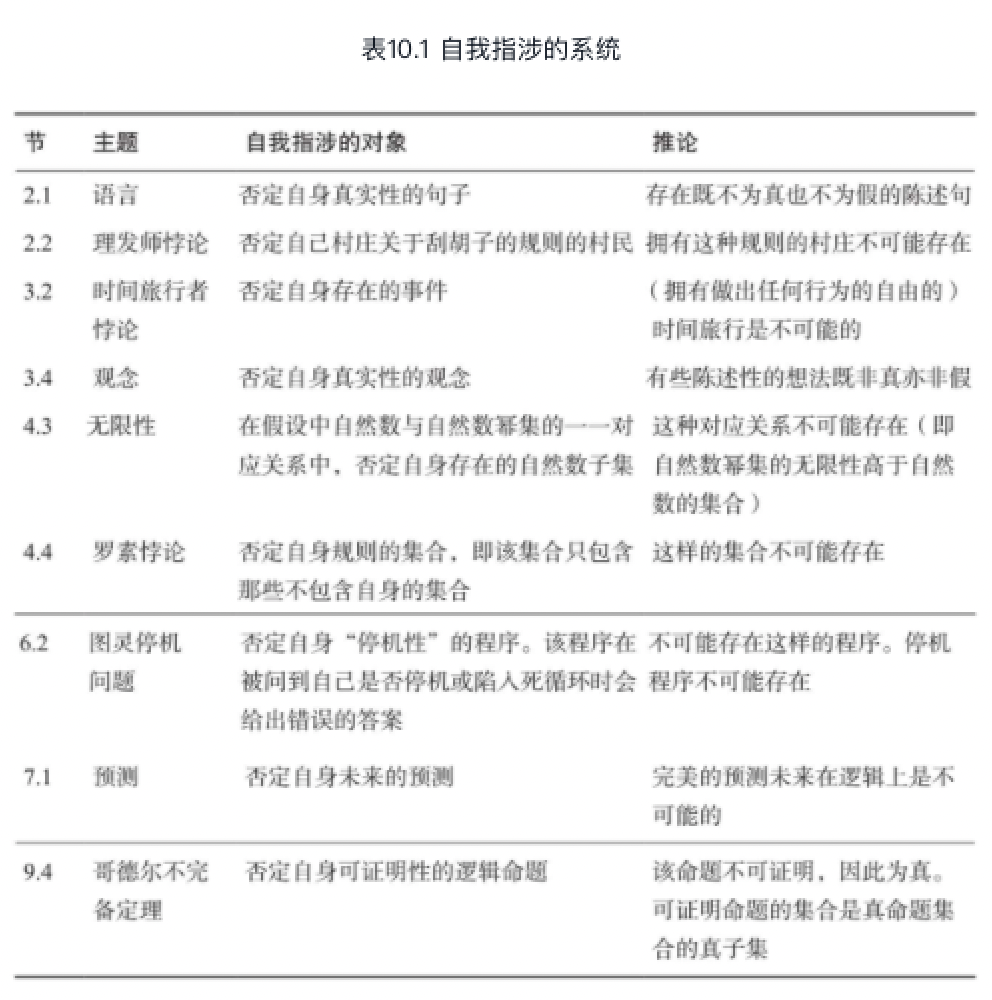 表10.1 自我指涉的系统
节 主题 自我指涉的对象 推论
2.1 语言 否定自身真实性的句子 存在既不为真也不为假的陈述句
2.2 理发师悖论 否定自己村庄关于刮胡子的规则的村民 拥有这种规则的村庄不可能存在
3.2 时间旅行者 否定自身存在的事件 （拥有做出任何行为的自由的）
悖论 时间旅行是不可能的
3.4 观念 否定自身真实性的观念 有些陈述性的想法既非真亦非假
4.3 无限性 在假设中自然数与自然数幂集的一一对 这种对应关系不可能存在（即
应关系中，否定自身存在的自然数子集 自然数幂集的无限性高于自然
数的集合）
4.4 罗素悖论 否定自身规则的集合，即该集合只包含 这样的集合不可能存在
那些不包含自身的集合
6.2 图灵停机 否定自身“停机性”的程序。该程序在 不可能存在这样的程序。停机
问题 被问到自己是否停机或陷入死循环时会 程序不可能存在
给出错误的答案
7.1 预测 否定自身未来的预测 完美的预测未来在逻辑上是不
可能的
9.4 哥德尔不完 否定自身可证明性的逻辑命题 该命题不可证明，因此为真。
备定理 可证明命题的集合是真命题集
合的真子集